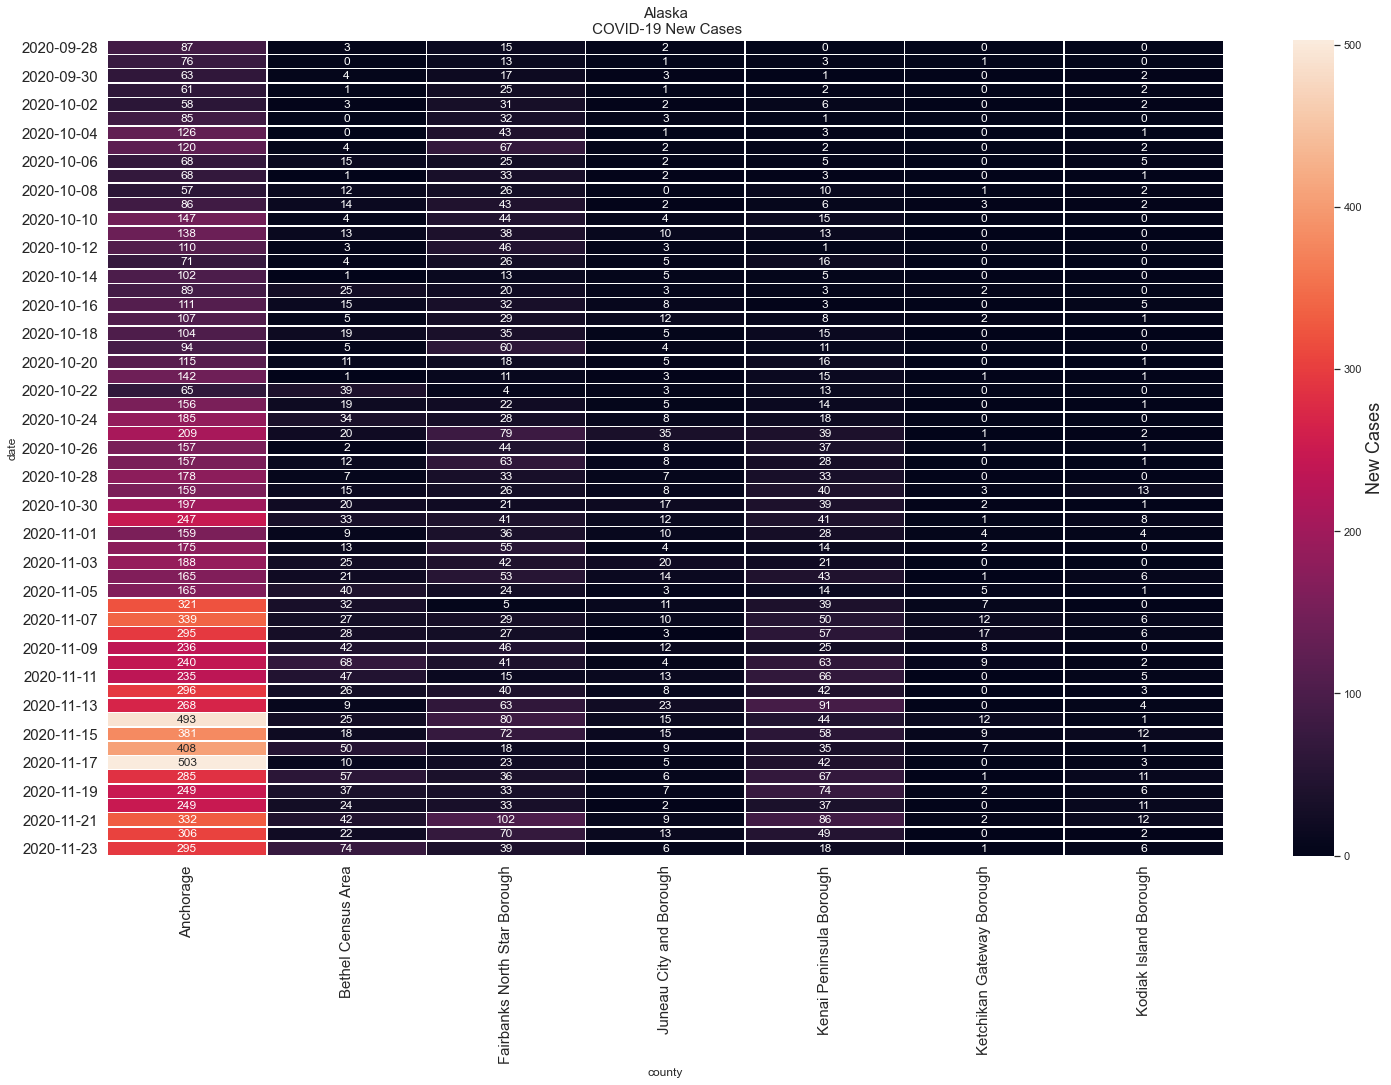 Alaska
COVID-19 New Cases
2020-09-28 87 3 15 2 0 0 0
76 0 13 1 3 1 0
2020-09-30 63 4 17 3 1 0 2
61 1 25 1 2 0 2
2020-10-02 58 3 31 2 6 0 2
85 0 32 3 1 0 0
2020-10-04 126 0 43 1 3 0 1
120 4 67 2 2 0 2
2020-10-06 68 15 25 2 5 0 5
68 1 33 2 3 0 1
2020-10-08 57 12 26 0 10 1 2
86 14 43 2 6 3 2
2020-10-10 147 4 44 4 15 0 0
138 13 38 10 13 0 0
2020-10-12 110 3 46 3 1 0 0
71 4 26 5 16 0 0
2020-10-14 102 1 13 5 5 0 0
89 25 20 3 3 2 0
2020-10-16 111 15 32 8 3 0 5
107 5 29 12 8 2 1
2020-10-18 104 19 35 5 15 0 0
94 5 60 4 11 0 0
2020-10-20 115 11 18 5 16 0 1
142 1 11 3 15 1 1
2020-10-22 65 39 4 3 13 0 0
156 19 22 5 14 0 1
2020-10-24 185 34 28 8 18 0 0
209 20 79 35 39 1 2
2020-10-26 157 2 44 8 37 1 1
157 12 63 8 28 0 1
2020-10-28 178 7 33 7 33 0 0
159 15 26 8 40 3 13
2020-10-30 197 20 21 17 39 2 1
247 33 41 12 41 1 8
2020-11-01 159 9 36 10 28 4 4
175 13 55 4 14 2 0
2020-11-03 188 25 42 20 21 0 0
165 21 53 14 43 1 6
2020-11-05 165 40 24 3 14 5 1
321 32 5 11 39 7 0
2020-11-07 339 27 29 10 50 12 6
295 28 27 3 57 17 6
2020-11-09 236 42 46 12 25 8 0
240 68 41 4 63 9 2
2020-11-11 235 47 15 13 66 0 5
296 26 40 8 42 0 3
2020-11-13 268 9 63 23 91 0 4
493 25 80 15 44 12 1
2020-11-15 381 18 72 15 58 9 12
408 50 18 9 35 7 1
2020-11-17 503 10 23 5 42 0 3
285 57 36 6 67 1 11
2020-11-19 249 37 33 7 74 2 6
249 24 33 2 37 0 11
2020-11-21 332 42 102 9 86 2 12
306 22 70 13 49 0 2
2020-11-23 295 74 39 6 18 1 6
date
Anchorage
Bethel Census Area
Fairbanks North Star Borough
Juneau City and Borough
Kenai Peninsula Borough
Ketchikan Gateway Borough
Kodiak Island Borough
county
500
400
300
200
100
0
New Cases